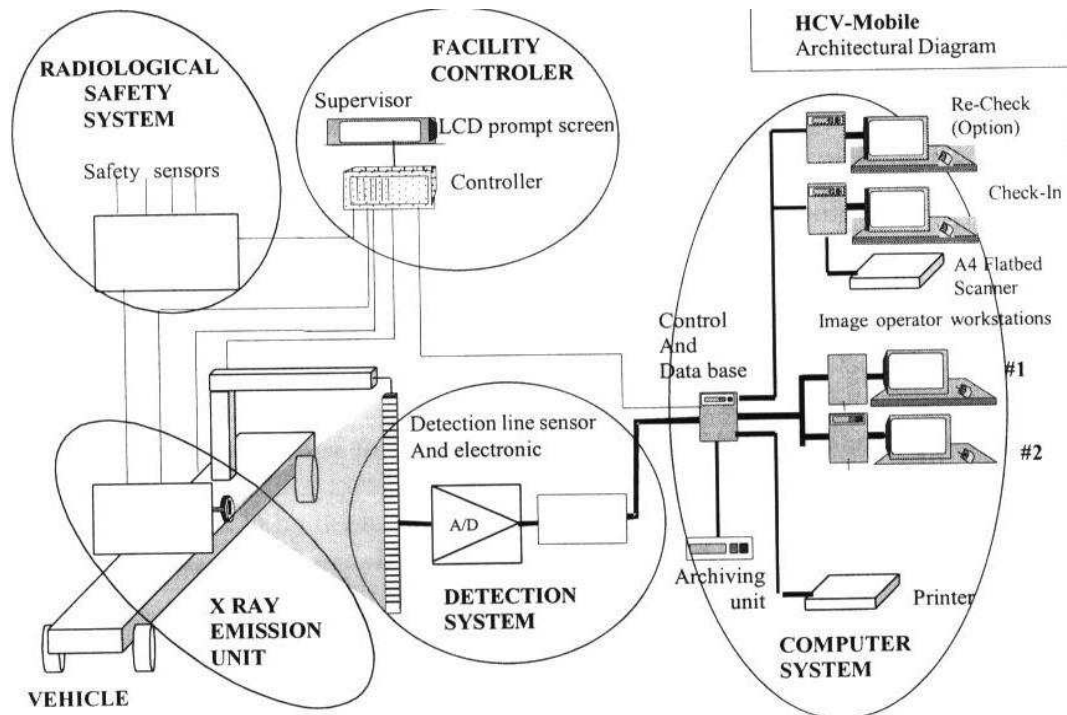 HCV-Mobile
Architectural Diagram
RADIOLOGICAL
SAFETY
SYSTEM
Safety sensors
FACILITY
CONTROLER
Supervisor
LCD prompt screen
Controller
Re-Check
(Option)
Check-In
A4 Flatbed
Scanner
Image operator workstations
#1
#2
Control
And
Data base
Detection line sensor
And electronic
A/D
DETECTION
SYSTEM
Archiving
unit
Printer
COMPUTER
SYSTEM
X RAY
EMISSION
UNIT
VEHICLE